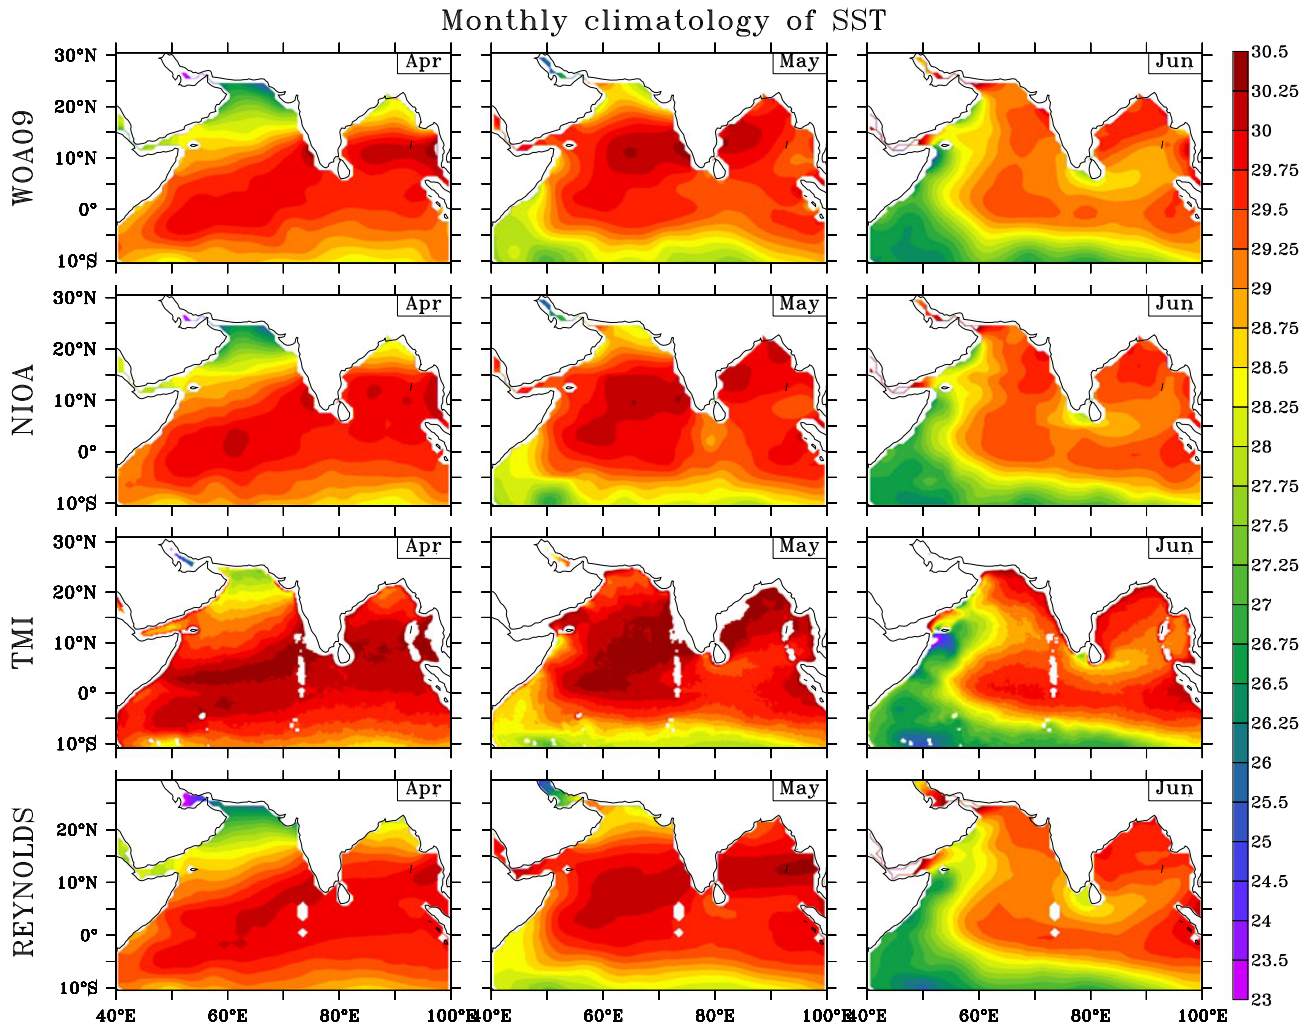 Monthly climatology of SST
WOA09
30°N
20°N
10°N
0°
10°S
Apr
May
Jun
NIOA
30°N
20°N
10°N
0°
10°S
Apr
May
Jun
TMI
30°N
20°N
10°N
0°
10°S
Apr
May
Jun
REYNOLDS
20°N
10°N
0°
10°S
Apr
May
Jun
40°E 60°E 80°E 100°E 40°E 60°E 80°E 100°E 40°E 60°E 80°E 100°E
30.5
30.25
30
29.75
29.5
29.25
29
28.75
28.5
28.25
28
27.75
27.5
27.25
27
26.75
26.5
26.25
26
25.5
25
24.5
24
23.5
23